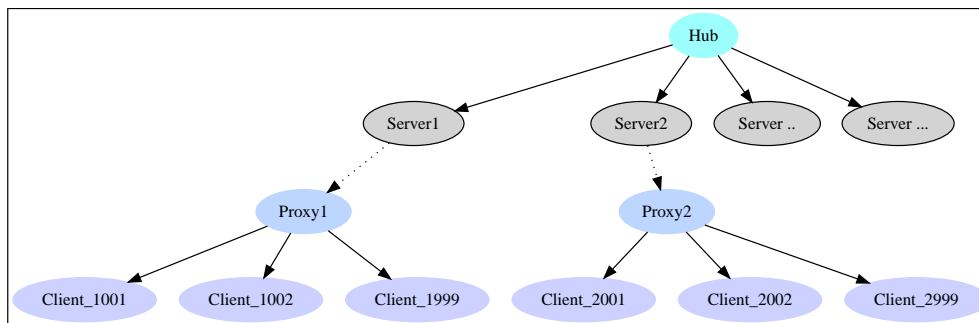 Hub
Server1
Server2
Server ..
Server ...
Proxy1
Proxy2
Client_1001
Client_1002
Client_1999
Client_2001
Client_2002
Client_2999